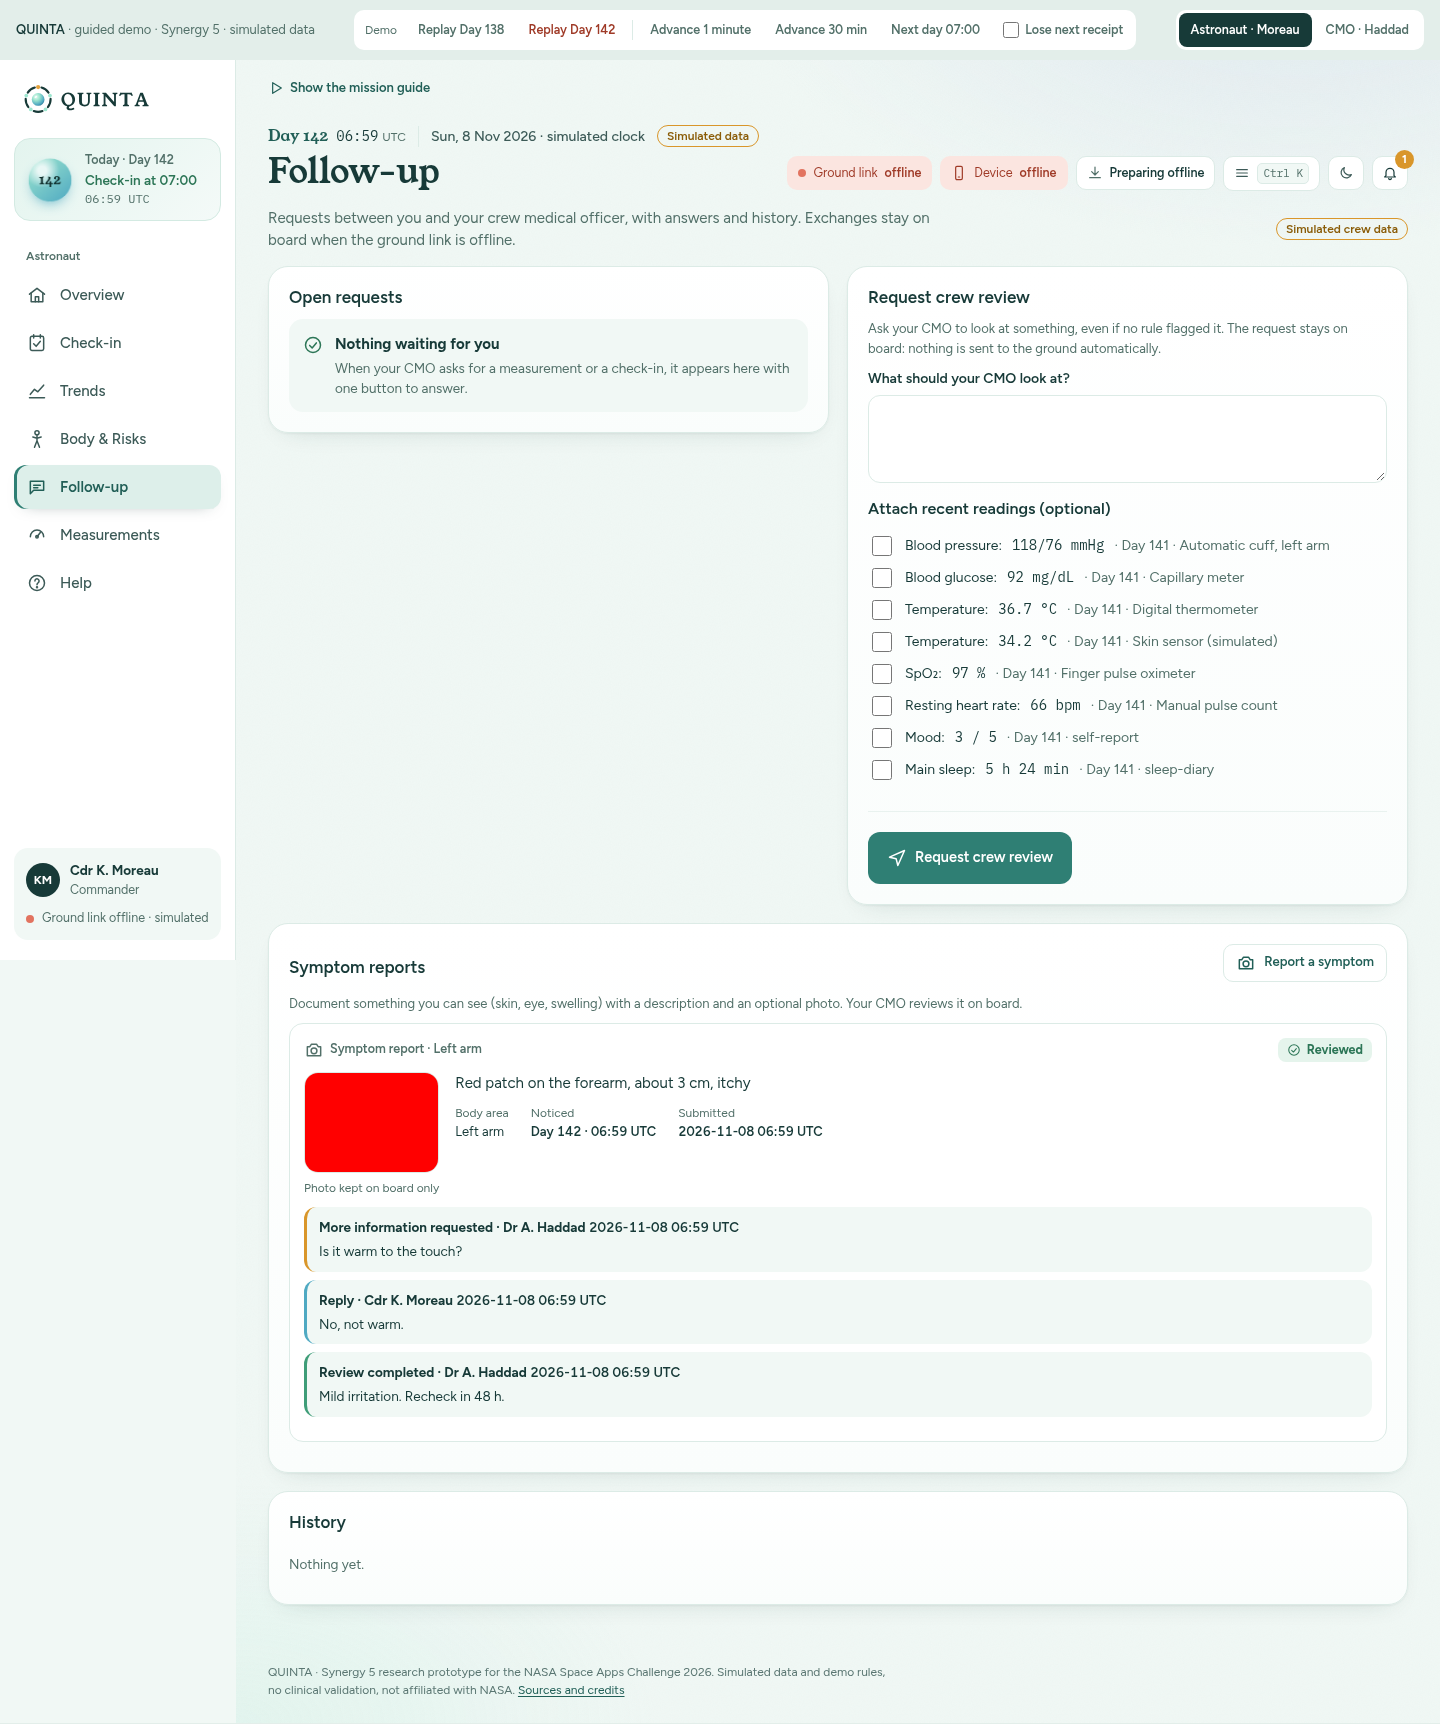 QUINTA · guided demo · Synergy 5 · simulated data
Demo
Replay Day 138
Replay Day 142
Advance 1 minute
Advance 30 min
Next day 07:00
Lose next receipt
Astronaut · Moreau
CMO · Haddad
QUINTA
142
Today · Day 142
Check-in at 07:00
06:59 UTC
Astronaut
Overview
Check-in
Trends
Body & Risks
Follow-up
Measurements
Help
KM
Cdr K. Moreau
Commander
Ground link offline · simulated
Show the mission guide
Day 142 06:59 UTC
Sun, 8 Nov 2026 · simulated clock
Simulated data
Follow-up
Ground link offline
Device offline
Preparing offline
Ctrl K
1
Requests between you and your crew medical officer, with answers and history. Exchanges stay on
board when the ground link is offline.
Simulated crew data
Open requests
Nothing waiting for you
When your CMO asks for a measurement or a check-in, it appears here with
one button to answer.
Request crew review
Ask your CMO to look at something, even if no rule flagged it. The request stays on
board: nothing is sent to the ground automatically.
What should your CMO look at?
Attach recent readings (optional)
Blood pressure: 118/76 mmHg · Day 141 · Automatic cuff, left arm
Blood glucose: 92 mg/dL · Day 141 · Capillary meter
Temperature: 36.7 °C · Day 141 · Digital thermometer
Temperature: 34.2 °C · Day 141 · Skin sensor (simulated)
SpO₂: 97 % · Day 141 · Finger pulse oximeter
Resting heart rate: 66 bpm · Day 141 · Manual pulse count
Mood: 3 / 5 · Day 141 · self-report
Main sleep: 5 h 24 min · Day 141 · sleep-diary
Request crew review
Symptom reports
Report a symptom
Document something you can see (skin, eye, swelling) with a description and an optional photo. Your CMO reviews it on board.
Symptom report · Left arm
Reviewed
Red patch on the forearm, about 3 cm, itchy
Body area
Left arm
Noticed
Day 142 · 06:59 UTC
Submitted
2026-11-08 06:59 UTC
Photo kept on board only
More information requested · Dr A. Haddad 2026-11-08 06:59 UTC
Is it warm to the touch?
Reply · Cdr K. Moreau 2026-11-08 06:59 UTC
No, not warm.
Review completed · Dr A. Haddad 2026-11-08 06:59 UTC
Mild irritation. Recheck in 48 h.
History
Nothing yet.
QUINTA · Synergy 5 research prototype for the NASA Space Apps Challenge 2026. Simulated data and demo rules,
no clinical validation, not affiliated with NASA. Sources and credits